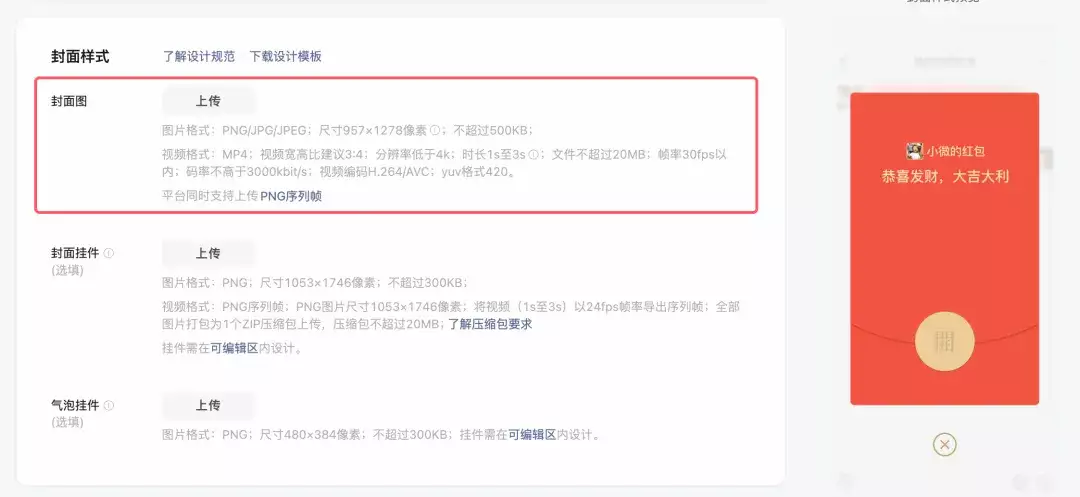 封面样式 了解设计规范 下载设计模板
封面图 上传
图片格式：PNG/JPG/JPEG；尺寸957×1278像素；不超过500KB；
视频格式：MP4；视频宽高比建议3:4；分辨率低于4k；时长1s至3s；文件不超过20MB；帧率30fps以
内；码率不高于3000kbit/s；视频编码H.264/AVC；yuv格式420。
平台同时支持上传PNG序列帧
封面挂件 上传
(选填)
图片格式：PNG；尺寸1053×1746像素；不超过300KB；
视频格式：PNG序列帧；PNG图片尺寸1053×1746像素；将视频（1s至3s）以24fps帧率导出序列帧；全部
图片打包为1个ZIP压缩包上传，压缩包不超过20MB；了解压缩包要求
挂件需在可编辑区内设计。
气泡挂件 上传
(选填)
图片格式：PNG；尺寸480×384像素；不超过300KB；挂件需在可编辑区内设计。
小微的红包
恭喜发财，大吉大利
開